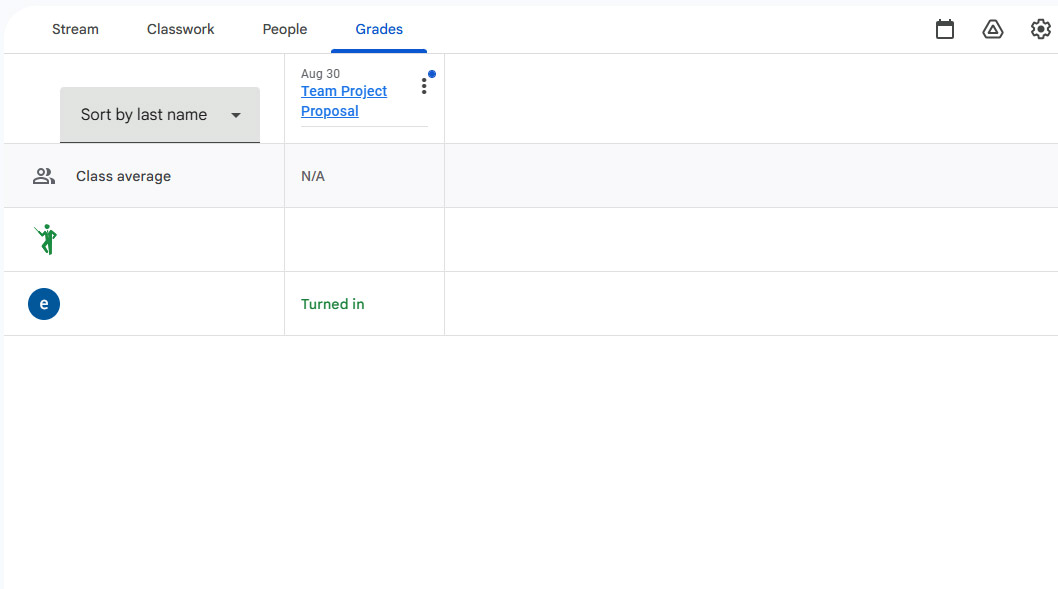 Stream Classwork People Grades
Aug 30
Team Project
Proposal
Sort by last name
Class average N/A
e Turned in